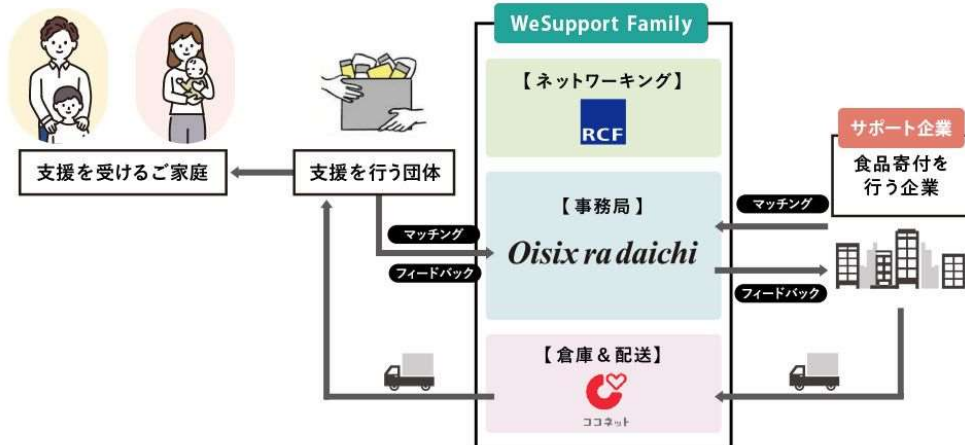 WeSupport Family
【ネットワーキング】
RCF
サポート企業
食品寄付を
行う企業
支援を受けるご家庭
支援を行う団体
【事務局】
Oisix ra daichi
マッチング
フィードバック
マッチング
フィードバック
【倉庫＆配送】
ココネット